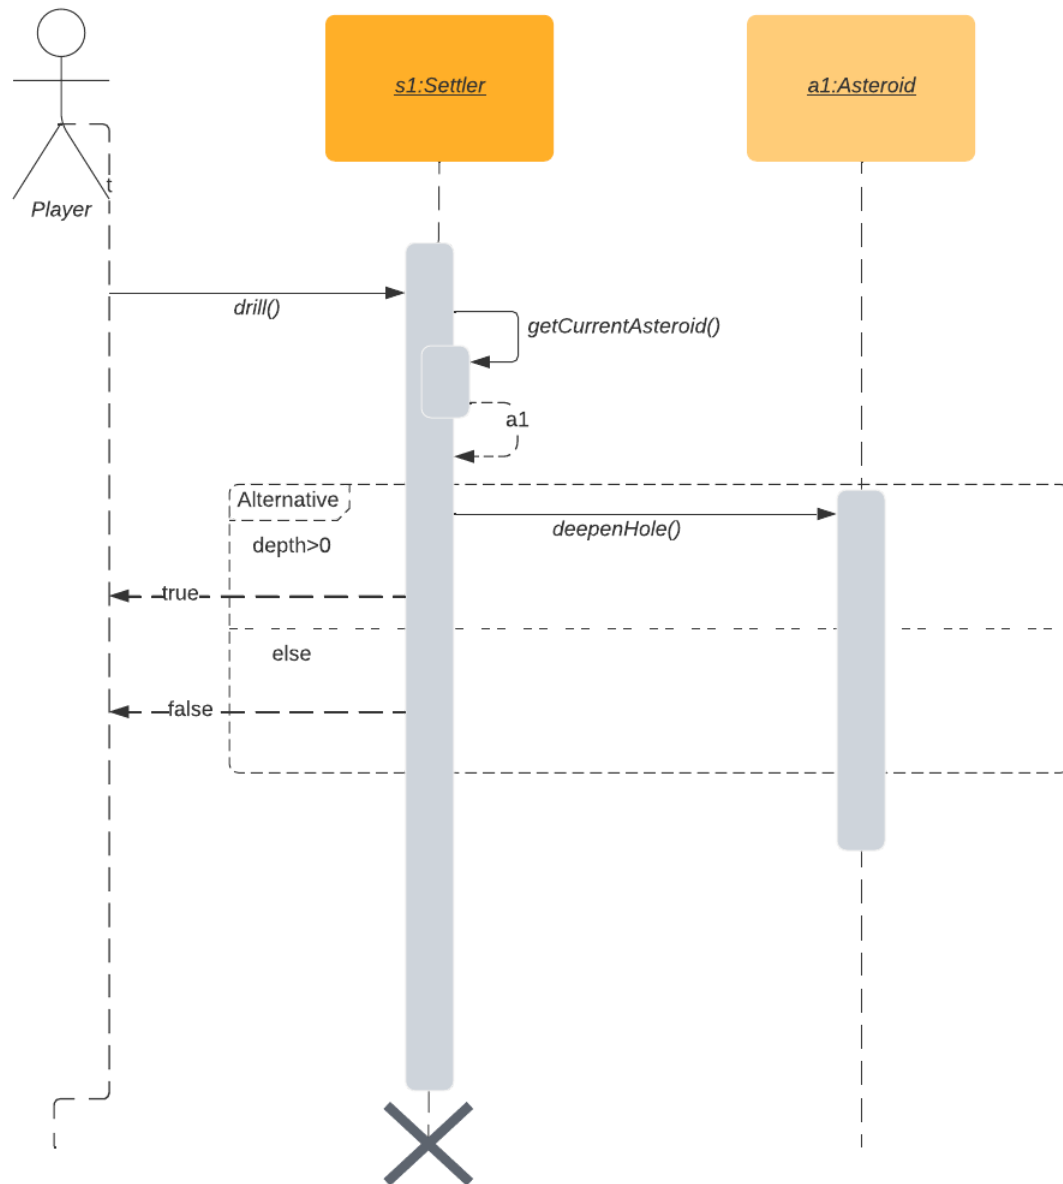 s1:Settler
a1:Asteroid
t
Player
drill()
getCurrentAsteroid()
a1
Alternative
deepenHole()
depth>0
true
else
false